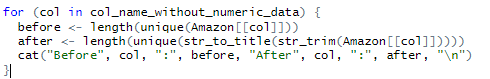 for (col in col_name_without_numeric_data) {
  before <- length(unique(Amazon[[col]]))
  after <- length(unique(str_to_title(str_trim(Amazon[[col]]))))
  cat("Before", col, ":", before, "After", col, ":", after, "\n")
}